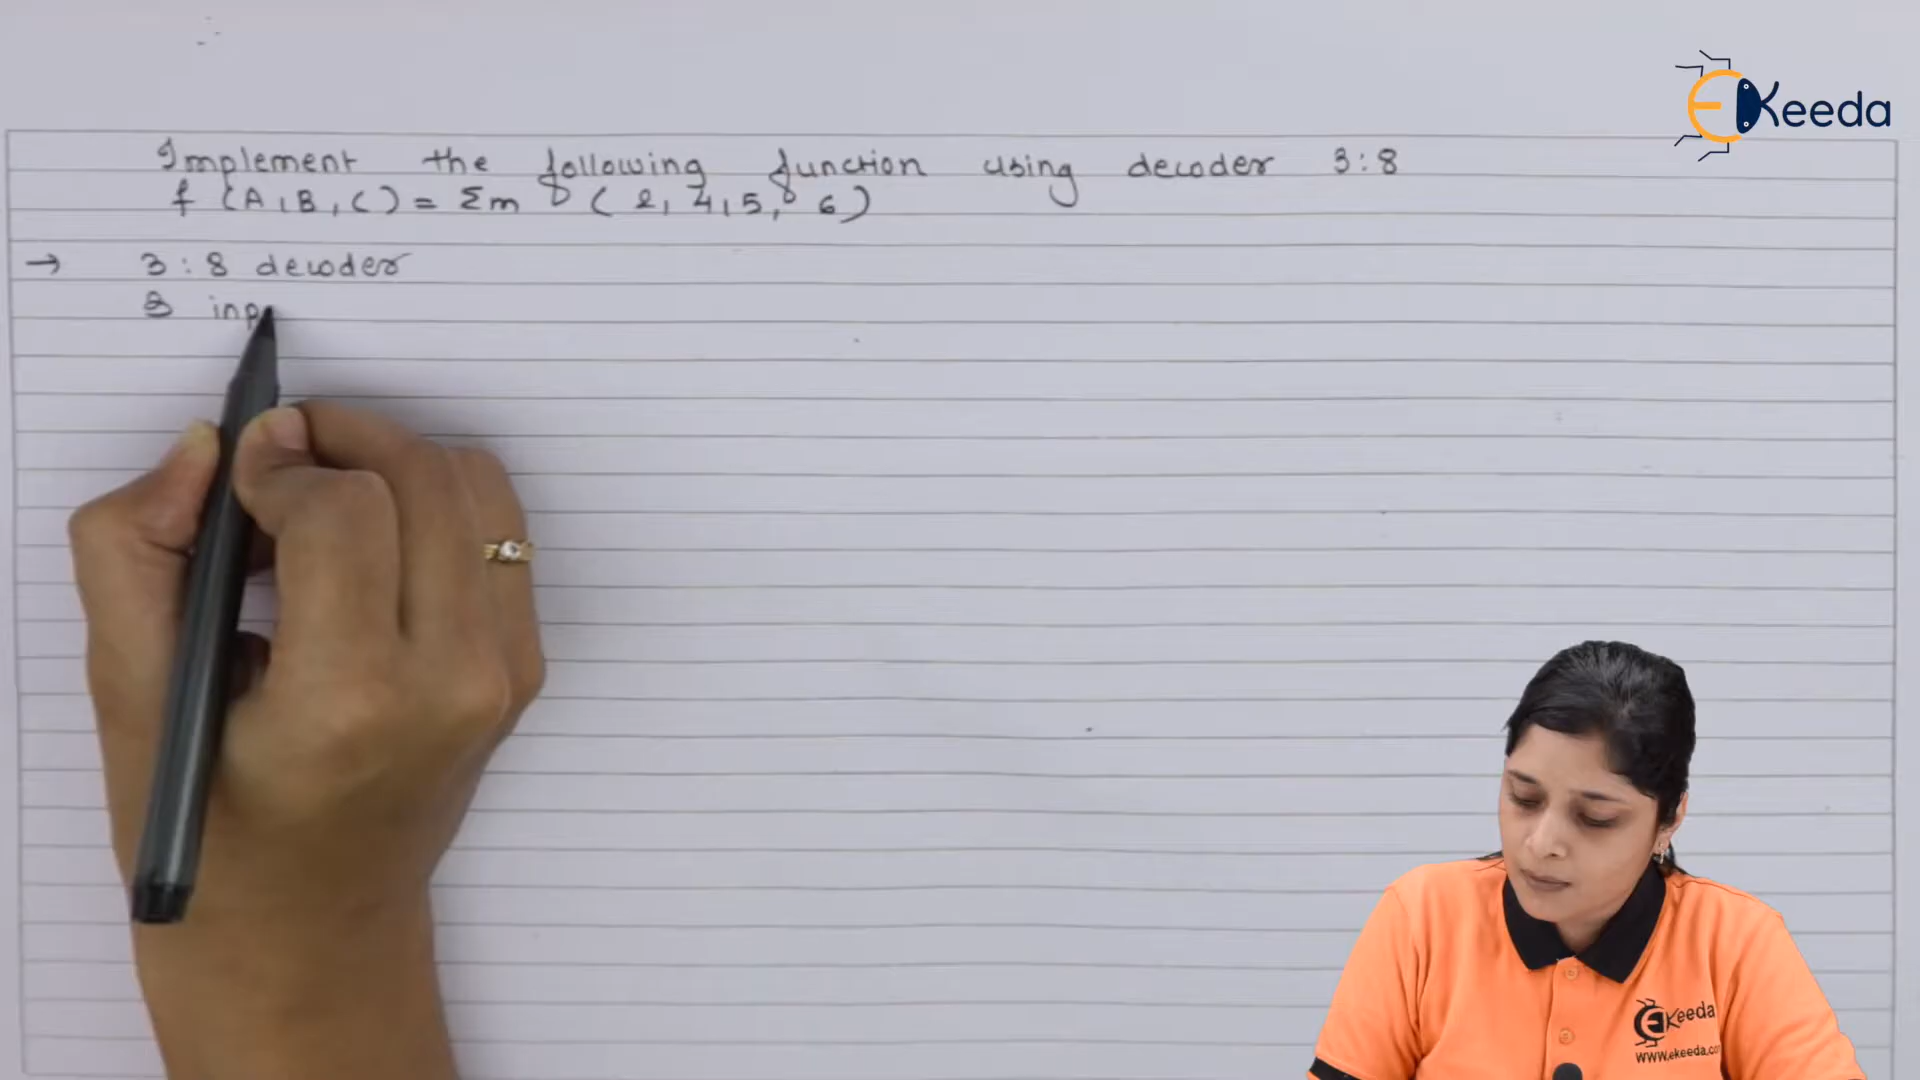 EKeeda
Implement the following function using decoder 3:8
f (A,B,C) = Σm (2, 4,5, 6)
→ 3 : 8 decoder
3 inp
EKeeda
www.ekeeda.com